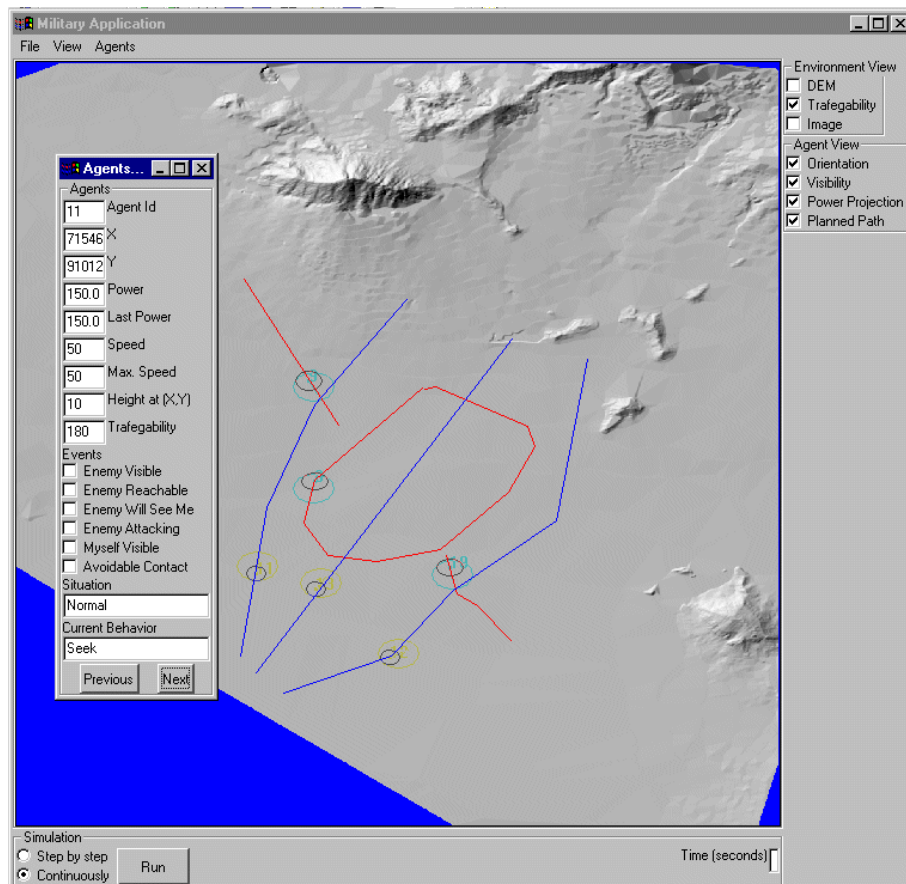 Military Application
File View Agents
Environment View
DEM
Trafegability
Image
Agent View
Orientation
Visibility
Power Projection
Planned Path
Agents...
Agents
11 Agent Id
71546 X
91012 Y
150.0 Power
150.0 Last Power
50 Speed
50 Max. Speed
10 Height at (X,Y)
180 Trafegability
Events
Enemy Visible
Enemy Reachable
Enemy Will See Me
Enemy Attacking
Myself Visible
Avoidable Contact
Situation
Normal
Current Behavior
Seek
Previous Next
Simulation
Step by step
Continuously
Run
Time (seconds)